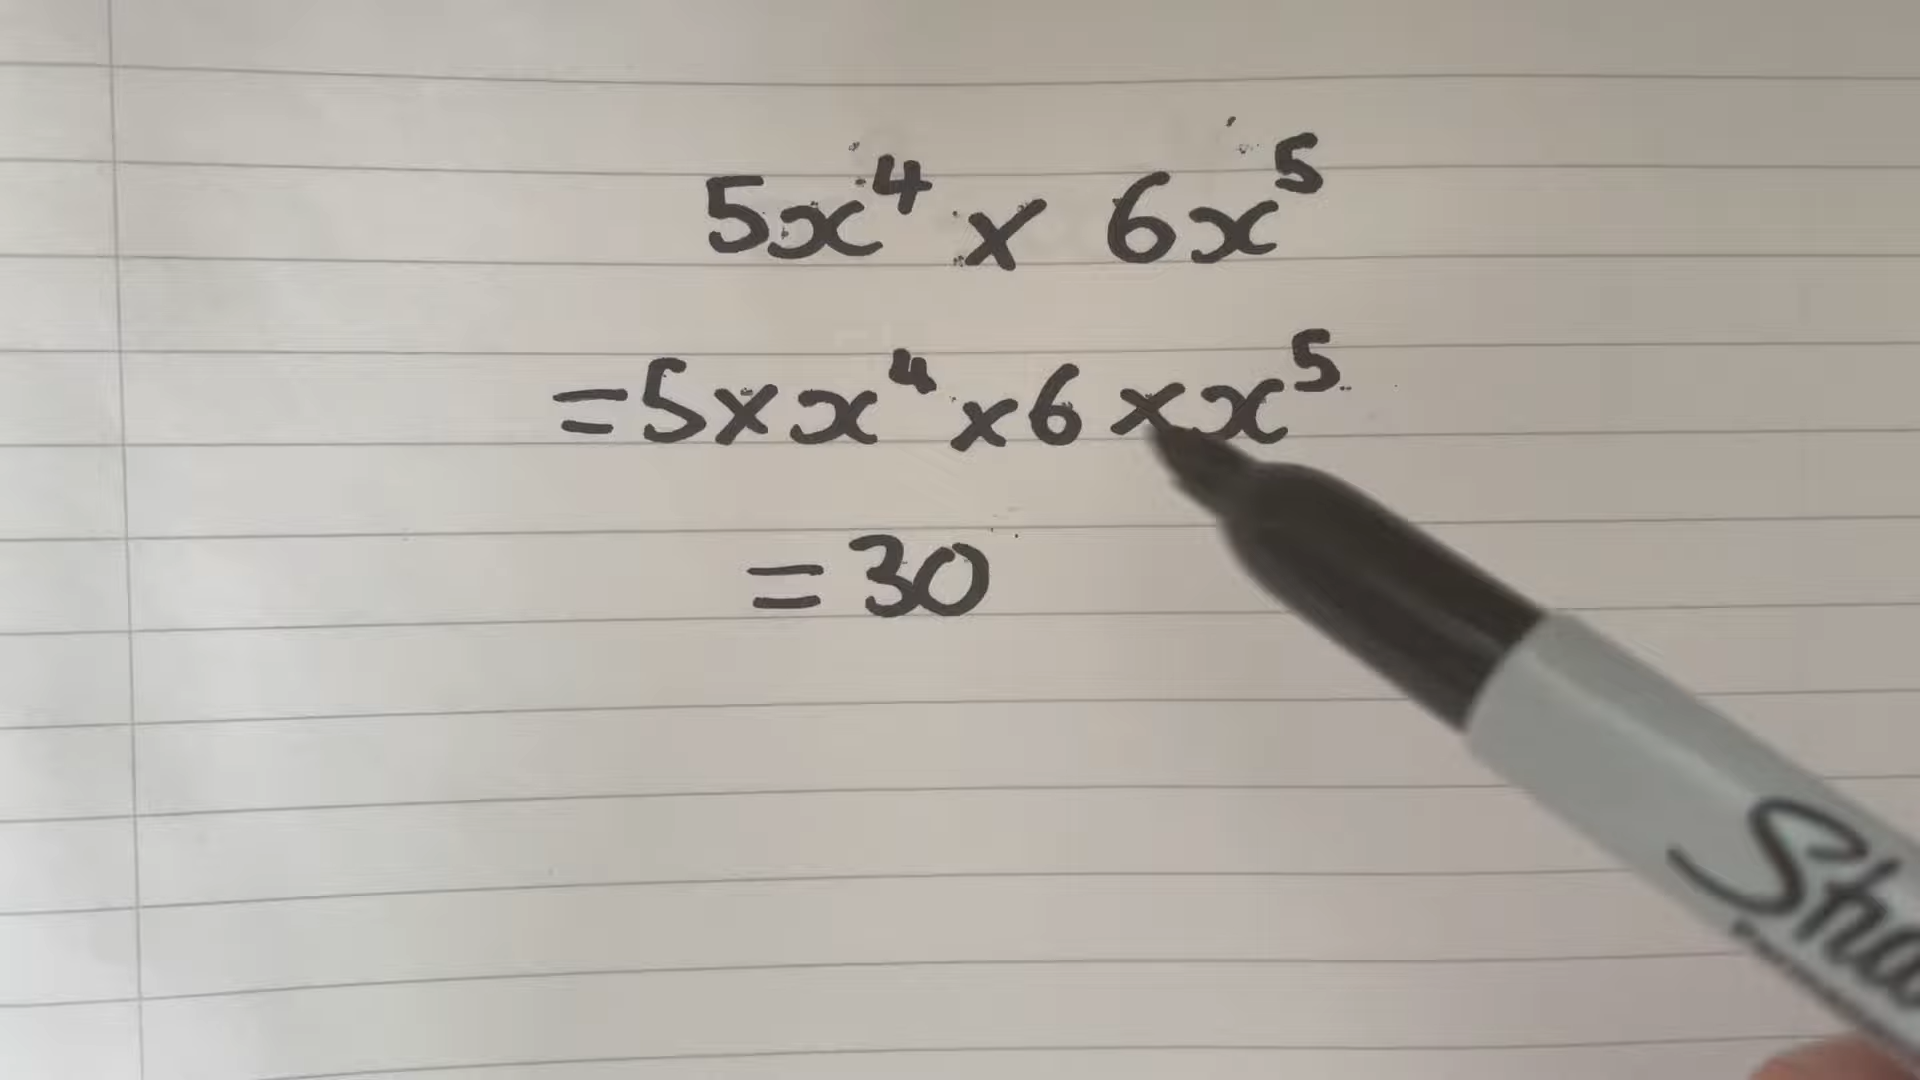 5x⁴ × 6x⁵
=5×x⁴×6×x⁵
=30